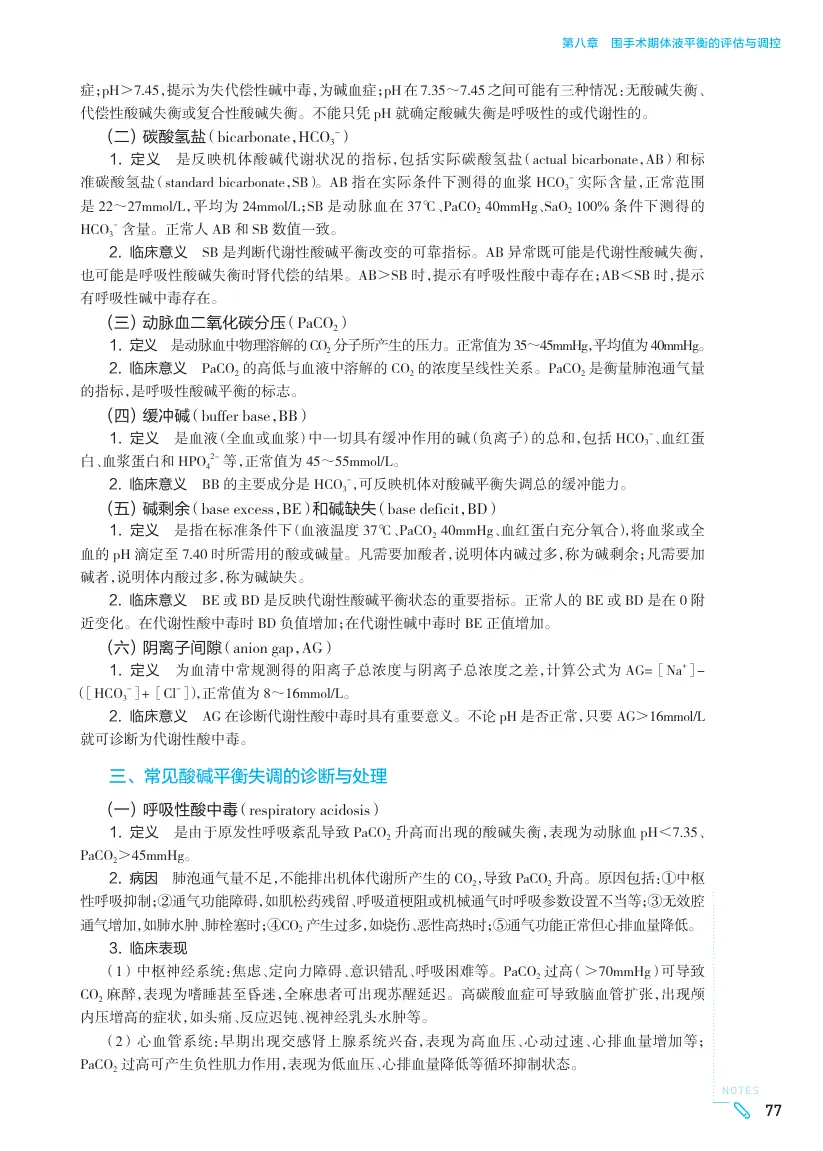 第八章　围手术期体液平衡的评估与调控
症；pH＞7.45，提示为失代偿性碱中毒，为碱血症；pH 在 7.35～7.45 之间可能有三种情况：无酸碱失衡、
代偿性酸碱失衡或复合性酸碱失衡。不能只凭 pH 就确定酸碱失衡是呼吸性的或代谢性的。
（二）碳酸氢盐（bicarbonate，HCO₃⁻）
1. 定义　是反映机体酸碱代谢状况的指标，包括实际碳酸氢盐（actual bicarbonate，AB）和标
准碳酸氢盐（standard bicarbonate，SB）。AB 指在实际条件下测得的血浆 HCO₃⁻ 实际含量，正常范围
是 22～27mmol/L，平均为 24mmol/L；SB 是动脉血在 37℃、PaCO₂ 40mmHg、SaO₂ 100% 条件下测得的
HCO₃⁻ 含量。正常人 AB 和 SB 数值一致。
2. 临床意义　SB 是判断代谢性酸碱平衡改变的可靠指标。AB 异常既可能是代谢性酸碱失衡，
也可能是呼吸性酸碱失衡时肾代偿的结果。AB＞SB 时，提示有呼吸性酸中毒存在；AB＜SB 时，提示
有呼吸性碱中毒存在。
（三）动脉血二氧化碳分压（PaCO₂）
1. 定义　是动脉血中物理溶解的 CO₂ 分子所产生的压力。正常值为 35～45mmHg，平均值为 40mmHg。
2. 临床意义　PaCO₂ 的高低与血液中溶解的 CO₂ 的浓度呈线性关系。PaCO₂ 是衡量肺泡通气量
的指标，是呼吸性酸碱平衡的标志。
（四）缓冲碱（buffer base，BB）
1. 定义　是血液（全血或血浆）中一切具有缓冲作用的碱（负离子）的总和，包括 HCO₃⁻、血红蛋
白、血浆蛋白和 HPO₄²⁻ 等，正常值为 45～55mmol/L。
2. 临床意义　BB 的主要成分是 HCO₃⁻，可反映机体对酸碱平衡失调总的缓冲能力。
（五）碱剩余（base excess，BE）和碱缺失（base deficit，BD）
1. 定义　是指在标准条件下（血液温度 37℃、PaCO₂ 40mmHg、血红蛋白充分氧合），将血浆或全
血的 pH 滴定至 7.40 时所需用的酸或碱量。凡需要加酸者，说明体内碱过多，称为碱剩余；凡需要加
碱者，说明体内酸过多，称为碱缺失。
2. 临床意义　BE 或 BD 是反映代谢性酸碱平衡状态的重要指标。正常人的 BE 或 BD 是在 0 附
近变化。在代谢性酸中毒时 BD 负值增加；在代谢性碱中毒时 BE 正值增加。
（六）阴离子间隙（anion gap，AG）
1. 定义　为血清中常规测得的阳离子总浓度与阴离子总浓度之差，计算公式为 AG=［Na⁺］−
（［HCO₃⁻］+［Cl⁻］），正常值为 8～16mmol/L。
2. 临床意义　AG 在诊断代谢性酸中毒时具有重要意义。不论 pH 是否正常，只要 AG＞16mmol/L
就可诊断为代谢性酸中毒。
三、常见酸碱平衡失调的诊断与处理
（一）呼吸性酸中毒（respiratory acidosis）
1. 定义　是由于原发性呼吸紊乱导致 PaCO₂ 升高而出现的酸碱失衡，表现为动脉血 pH＜7.35、
PaCO₂＞45mmHg。
2. 病因　肺泡通气量不足，不能排出机体代谢所产生的 CO₂，导致 PaCO₂ 升高。原因包括：①中枢
性呼吸抑制；②通气功能障碍，如肌松药残留、呼吸道梗阻或机械通气时呼吸参数设置不当等；③无效腔
通气增加，如肺水肿、肺栓塞时；④CO₂ 产生过多，如烧伤、恶性高热时；⑤通气功能正常但心排血量降低。
3. 临床表现
（1）中枢神经系统：焦虑、定向力障碍、意识错乱、呼吸困难等。PaCO₂ 过高（＞70mmHg）可导致
CO₂ 麻醉，表现为嗜睡甚至昏迷，全麻患者可出现苏醒延迟。高碳酸血症可导致脑血管扩张，出现颅
内压增高的症状，如头痛、反应迟钝、视神经乳头水肿等。
（2）心血管系统：早期出现交感肾上腺系统兴奋，表现为高血压、心动过速、心排血量增加等；
PaCO₂ 过高可产生负性肌力作用，表现为低血压、心排血量降低等循环抑制状态。
NOTES
77